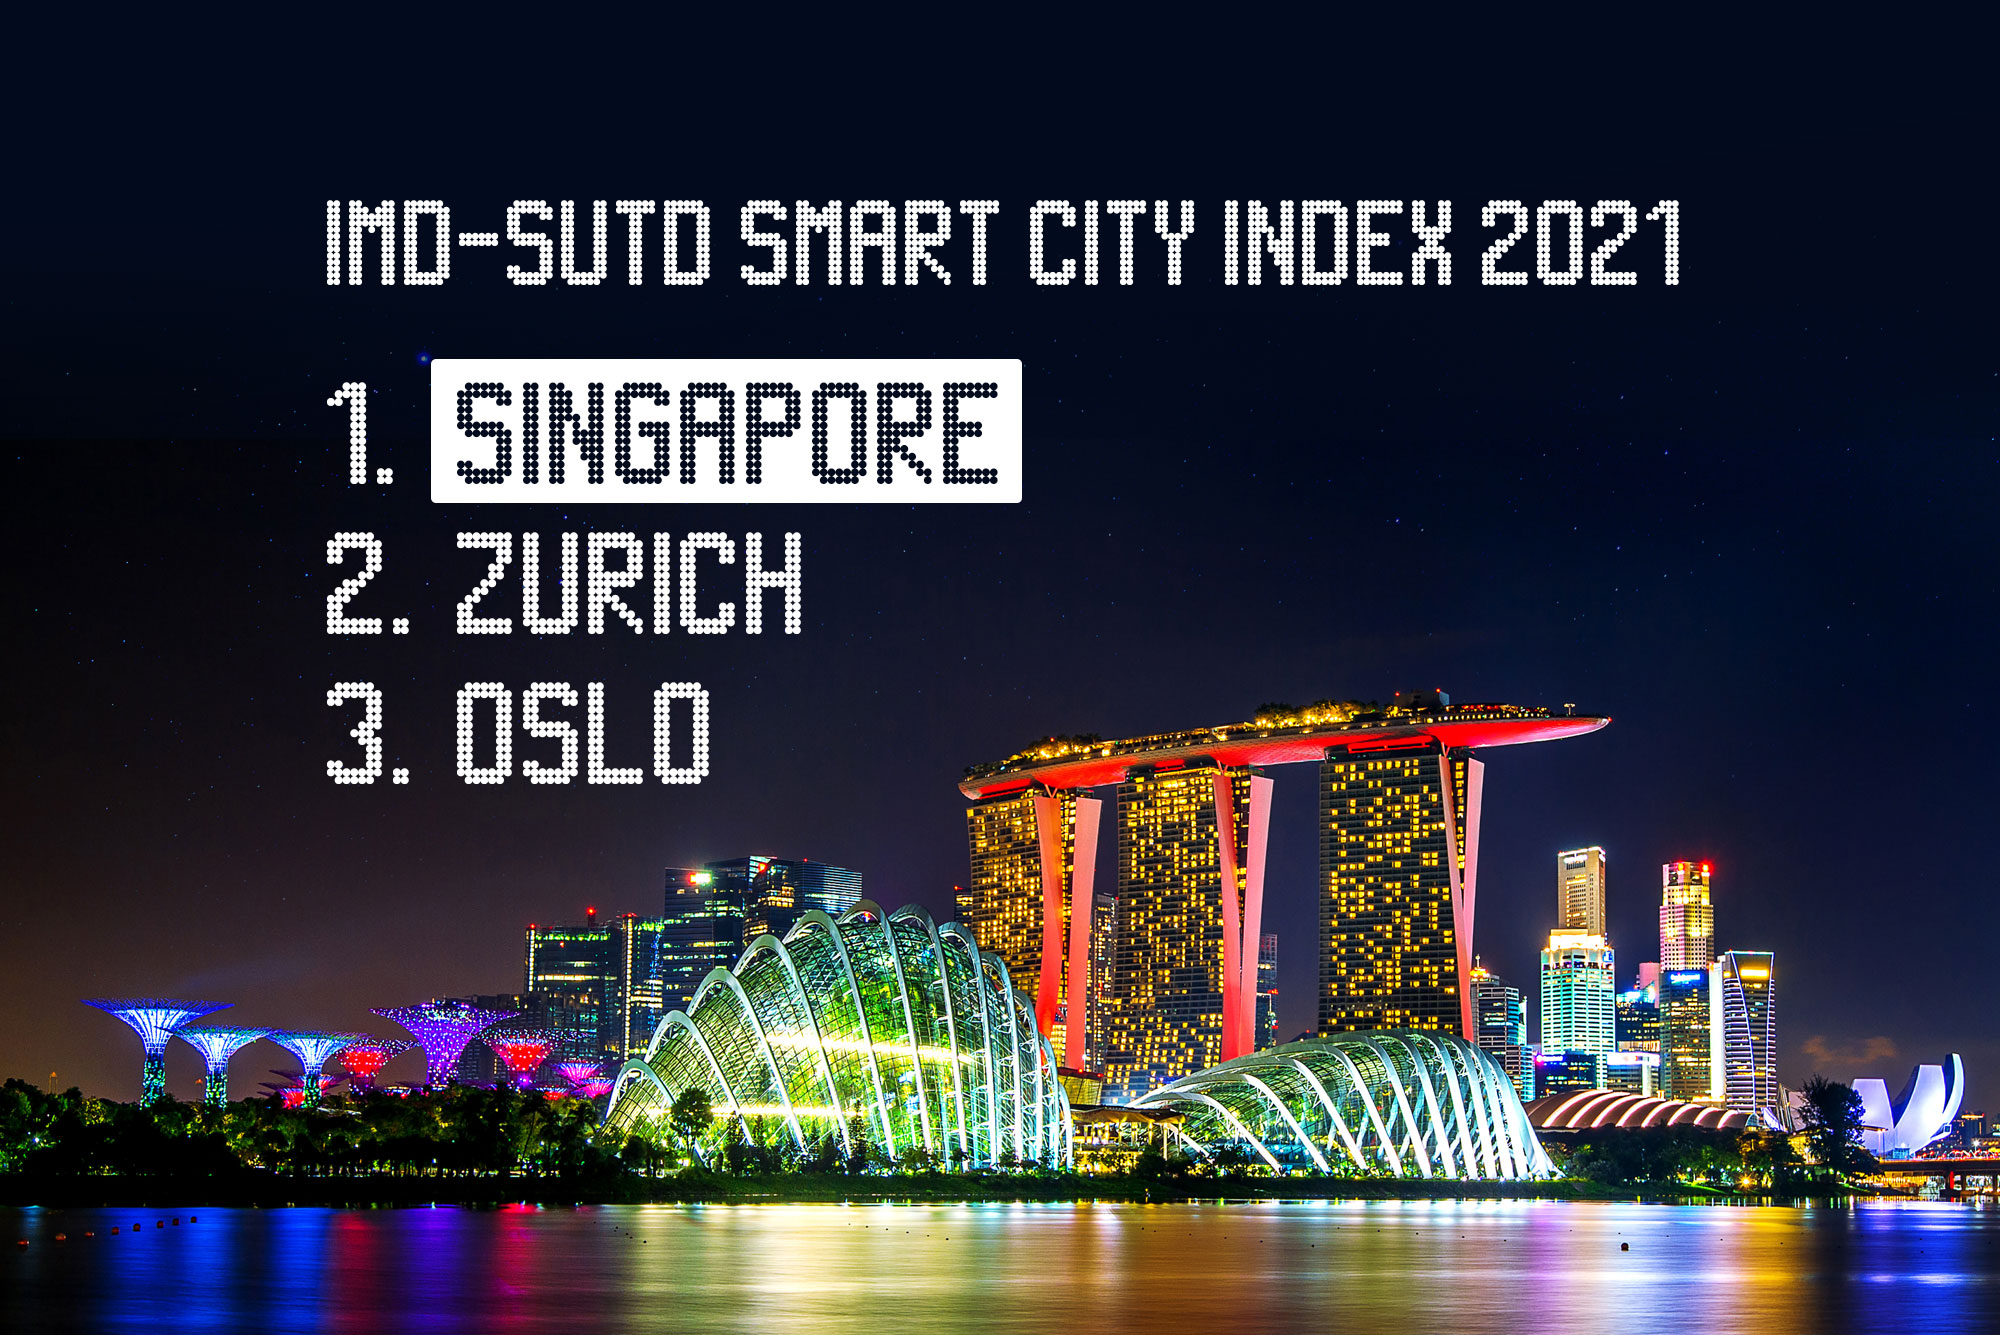 IMD-SUTD SMART CITY INDEX 2021
1. SINGAPORE
2. ZURICH
3. OSLO